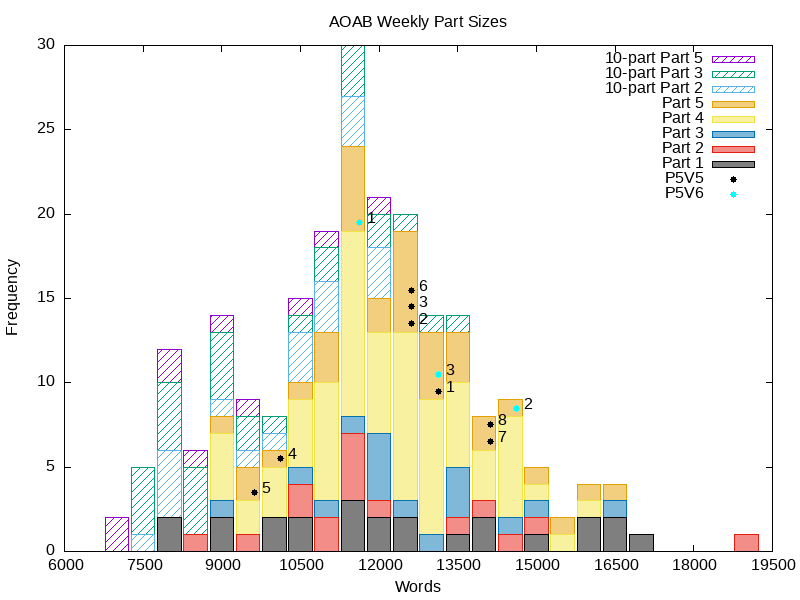 AOAB Weekly Part Sizes
30
25
20
15
10
5
0
Frequency
10-part Part 5
10-part Part 3
10-part Part 2
Part 5
Part 4
Part 3
Part 2
Part 1
P5V5
P5V6
1
6
3
2
3
1
2
8
7
4
5
6000
7500
9000
10500
12000
13500
15000
16500
18000
19500
Words